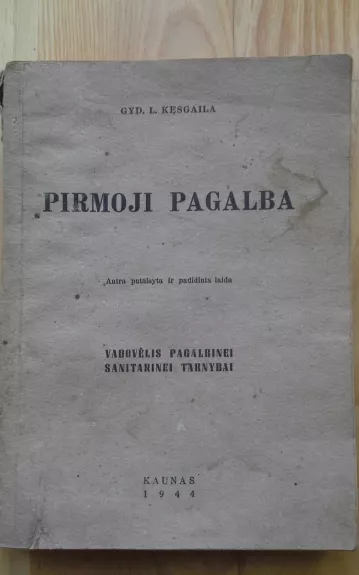 GYD. L. KĘSGAILA
PIRMOJI PAGALBA
Antra pataisyta ir padidinta laida
VADOVĖLIS PAGALBINEI
SANITARINEI TARNYBAI
KAUNAS
1944